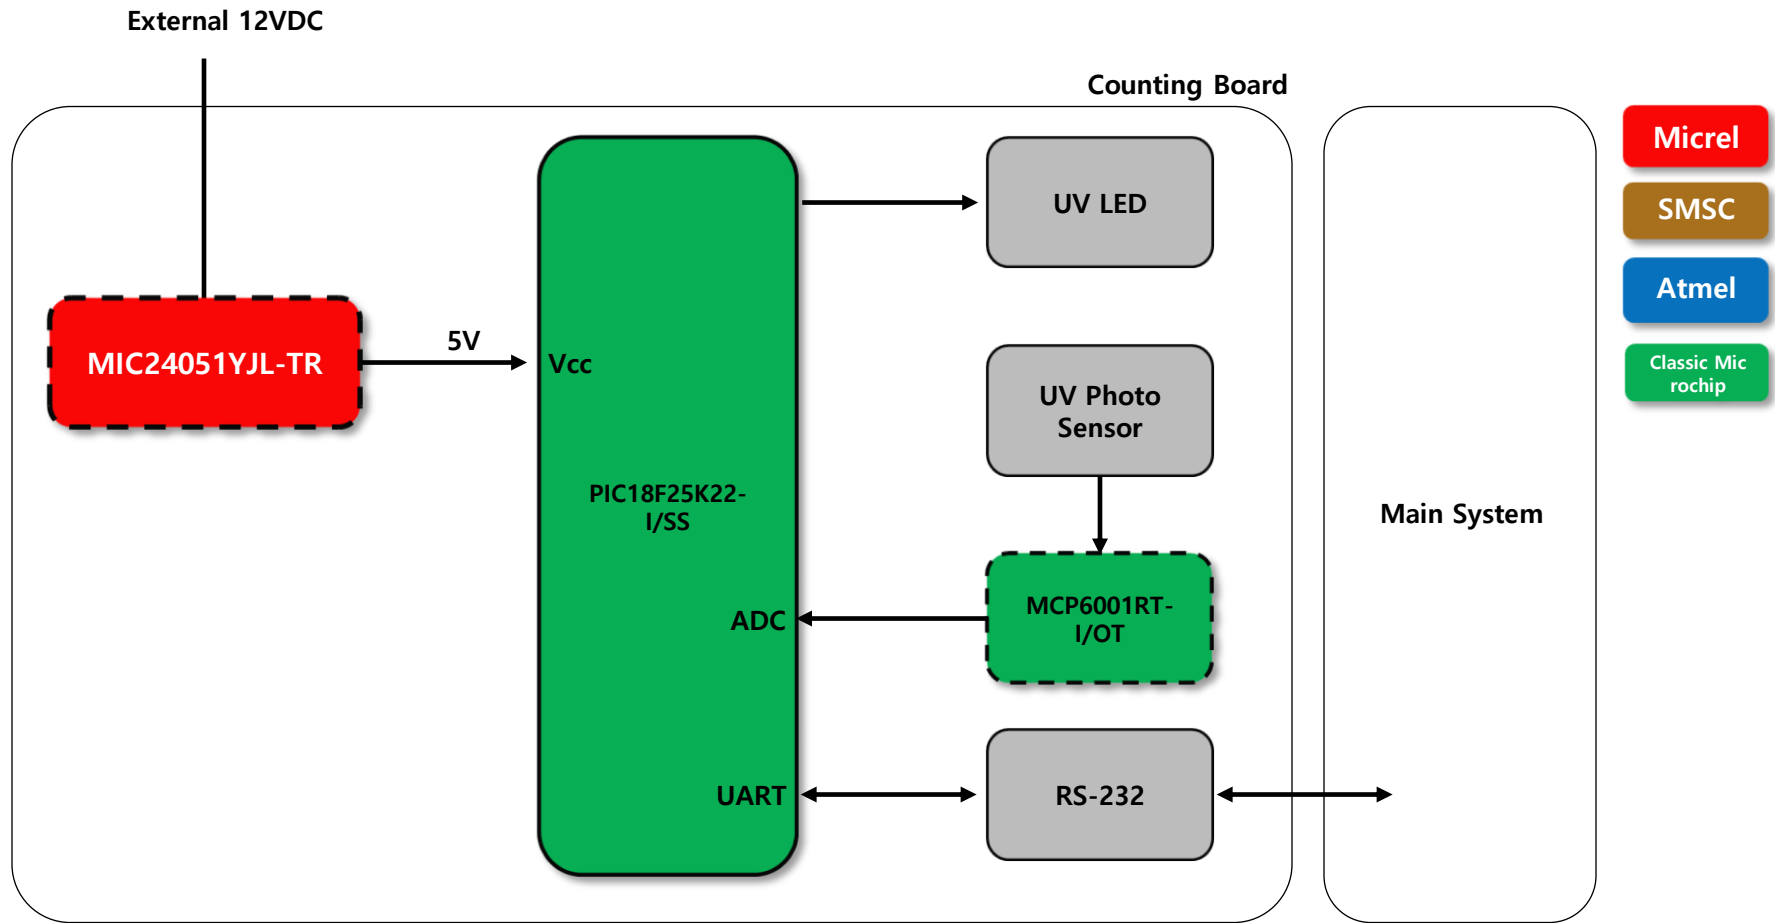 External 12VDC
Counting Board
Micrel
SMSC
Atmel
Classic Mic
rochip
UV LED
MIC24051YJL-TR
5V
Vcc
UV Photo
Sensor
PIC18F25K22-
I/SS
Main System
MCP6001RT-
I/OT
ADC
UART
RS-232